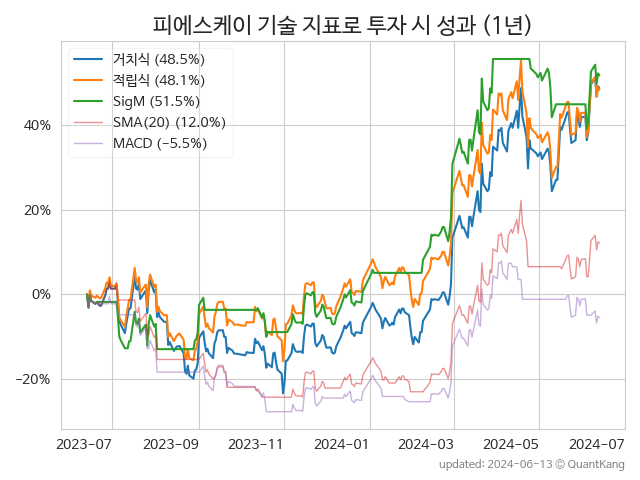 피에스케이 기술 지표로 투자 시 성과 (1년)
거치식 (48.5%)
적립식 (48.1%)
SigM (51.5%)
SMA(20) (12.0%)
MACD (−5.5%)
40%
20%
0%
−20%
2023−07 2023−09 2023−11 2024−01 2024−03 2024−05 2024−07
updated: 2024−06−13 ⓒ QuantKang